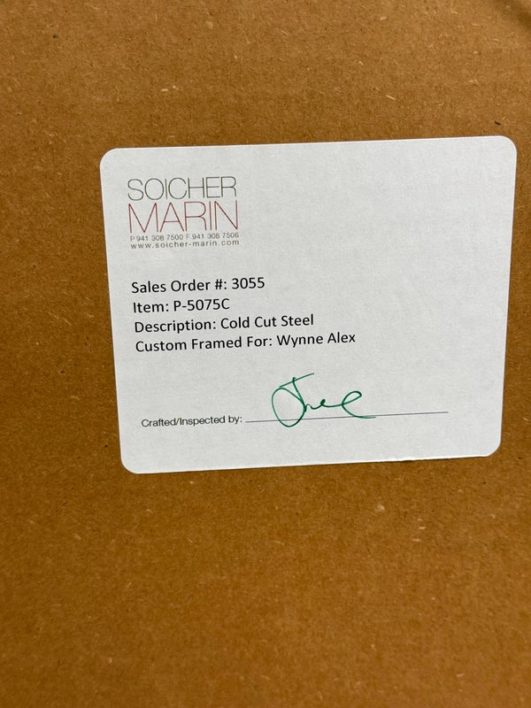 SOICHER
MARIN
P 941 308 7500 F 941 308 7506
www.soicher-marin.com
Sales Order #: 3055
Item: P-5075C
Description: Cold Cut Steel
Custom Framed For: Wynne Alex
Crafted/Inspected by: